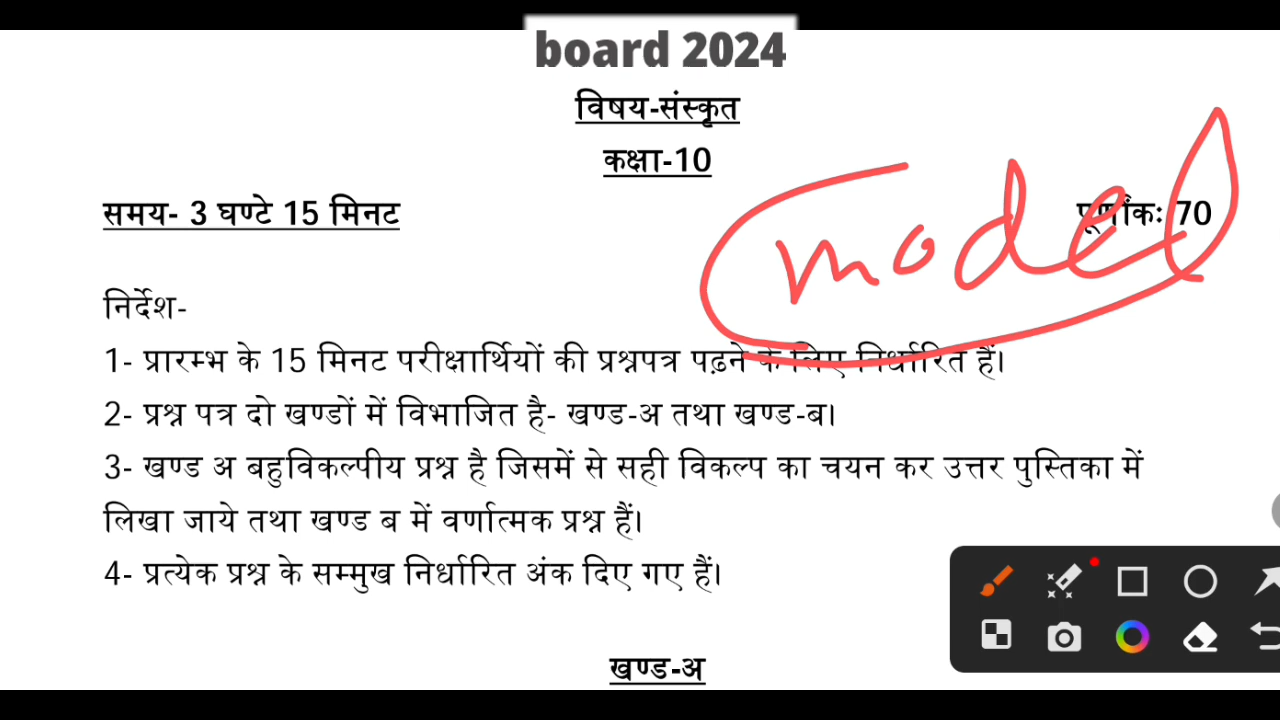 board 2024
विषय-संस्कृत
कक्षा-10
समय- 3 घण्टे 15 मिनट पूर्णांकः 70
model
निर्देश-
1- प्रारम्भ के 15 मिनट परीक्षार्थियों की प्रश्नपत्र पढ़ने के लिए निर्धारित हैं।
2- प्रश्न पत्र दो खण्डों में विभाजित है- खण्ड-अ तथा खण्ड-ब।
3- खण्ड अ बहुविकल्पीय प्रश्न है जिसमें से सही विकल्प का चयन कर उत्तर पुस्तिका में
लिखा जाये तथा खण्ड ब में वर्णात्मक प्रश्न हैं।
4- प्रत्येक प्रश्न के सम्मुख निर्धारित अंक दिए गए हैं।
खण्ड-अ